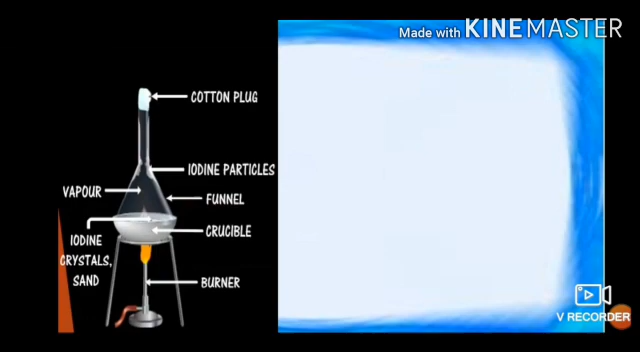 Made with KINEMASTER
COTTON PLUG
IODINE PARTICLES
VAPOUR
FUNNEL
IODINE
CRYSTALS,
SAND
CRUCIBLE
BURNER
V RECORDER